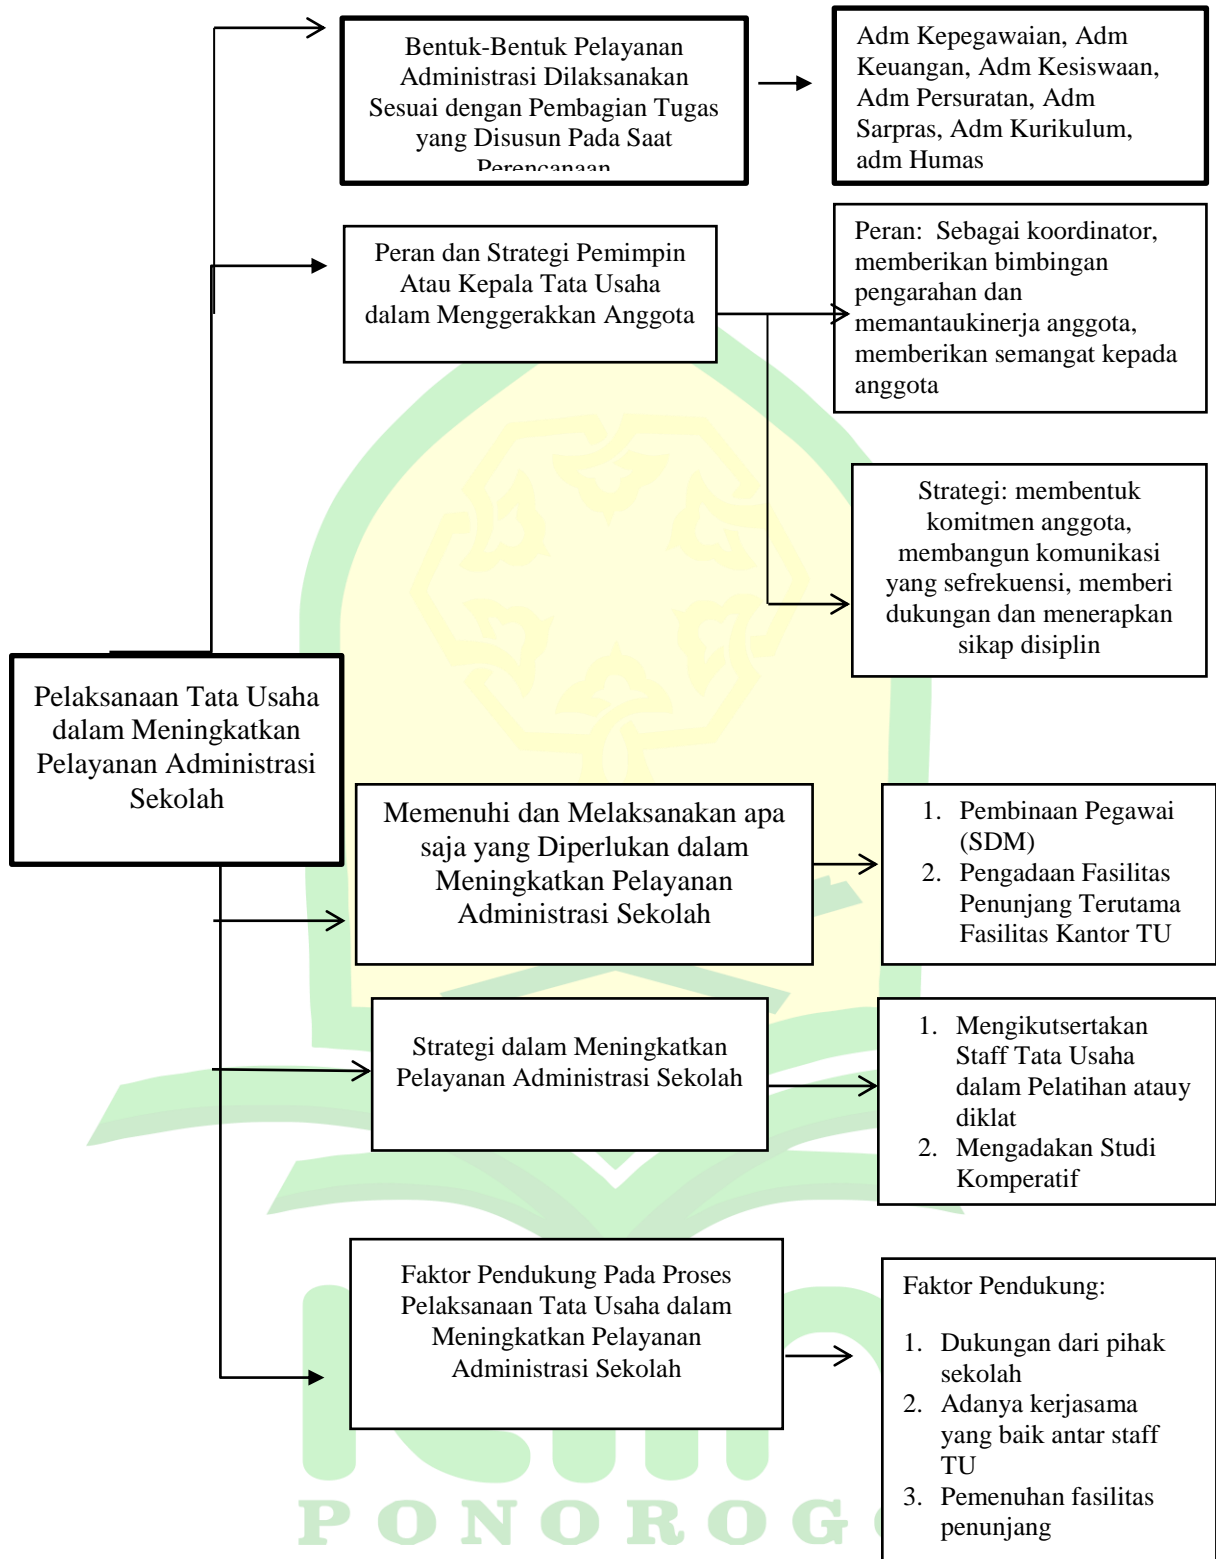 Bentuk-Bentuk Pelayanan
Administrasi Dilaksanakan
Sesuai dengan Pembagian Tugas
yang Disusun Pada Saat
Perencanaan
Adm Kepegawaian, Adm
Keuangan, Adm Kesiswaan,
Adm Persuratan, Adm
Sarpras, Adm Kurikulum,
adm Humas
Peran dan Strategi Pemimpin
Atau Kepala Tata Usaha
dalam Menggerakkan Anggota
Peran: Sebagai koordinator,
memberikan bimbingan
pengarahan dan
memantaukinerja anggota,
memberikan semangat kepada
anggota
Strategi: membentuk
komitmen anggota,
membangun komunikasi
yang sefrekuensi, memberi
dukungan dan menerapkan
sikap disiplin
Pelaksanaan Tata Usaha
dalam Meningkatkan
Pelayanan Administrasi
Sekolah
Memenuhi dan Melaksanakan apa
saja yang Diperlukan dalam
Meningkatkan Pelayanan
Administrasi Sekolah
1. Pembinaan Pegawai
(SDM)
2. Pengadaan Fasilitas
Penunjang Terutama
Fasilitas Kantor TU
Strategi dalam Meningkatkan
Pelayanan Administrasi Sekolah
1. Mengikutsertakan
Staff Tata Usaha
dalam Pelatihan atauy
diklat
2. Mengadakan Studi
Komperatif
Faktor Pendukung Pada Proses
Pelaksanaan Tata Usaha dalam
Meningkatkan Pelayanan
Administrasi Sekolah
Faktor Pendukung:
1. Dukungan dari pihak
sekolah
2. Adanya kerjasama
yang baik antar staff
TU
3. Pemenuhan fasilitas
penunjang
PONOROGO